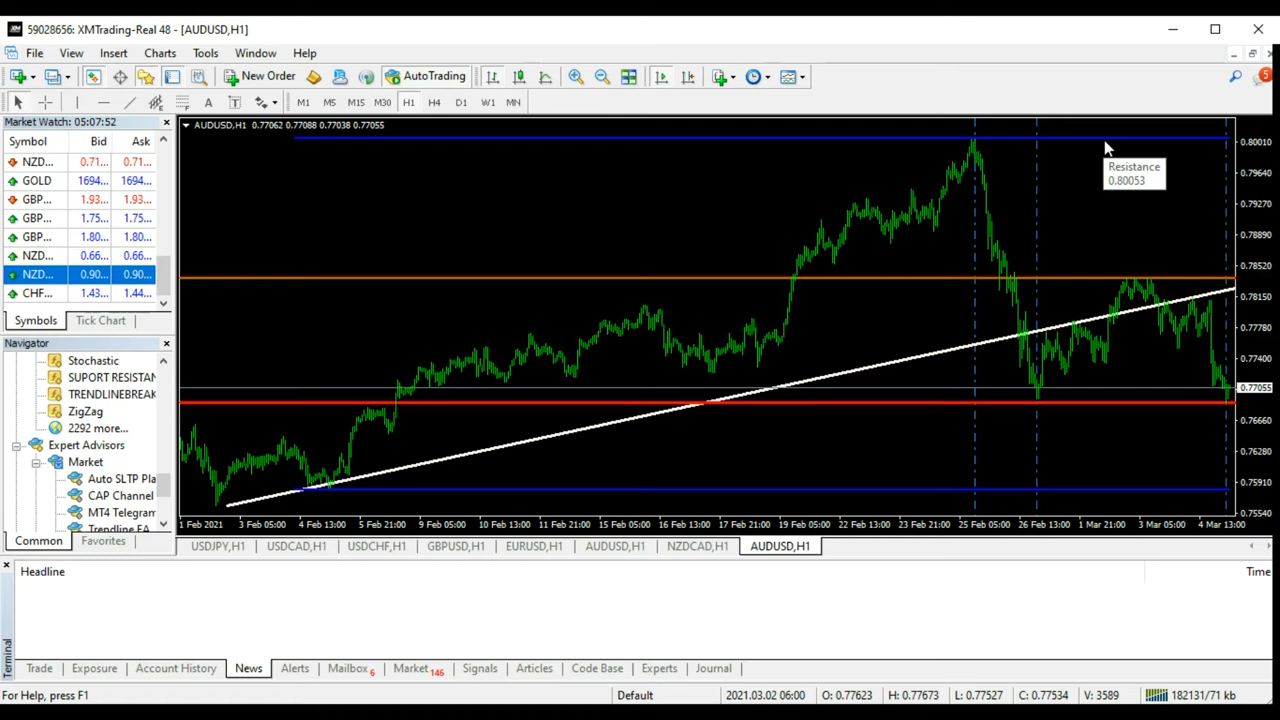 59028656: XMTrading-Real 48 - [AUDUSD,H1]
File View Insert Charts Tools Window Help
New Order AutoTrading 5
A T M1 M5 M15 M30 H1 H4 D1 W1 MN
Market Watch: 05:07:52
Symbol Bid Ask
NZD... 0.71... 0.71...
GOLD 1694... 1694...
GBP... 1.93... 1.93...
GBP... 1.75... 1.75...
GBP... 1.80... 1.80...
NZD... 0.66... 0.66...
NZD... 0.90... 0.90...
CHF... 1.43... 1.44...
Symbols Tick Chart
Navigator
Stochastic
SUPORT RESISTAN
TRENDLINEBREAK
ZigZag
2292 more...
Expert Advisors
Market
Auto SLTP Pla
CAP Channel
MT4 Telegram
Trendline EA
Common Favorites
AUDUSD,H1 0.77062 0.77088 0.77038 0.77055
Resistance
0.80053
0.80010
0.79640
0.79270
0.78890
0.78520
0.78150
0.77780
0.77400
0.77055
0.76660
0.76280
0.75910
0.75540
1 Feb 2021 3 Feb 05:00 4 Feb 13:00 5 Feb 21:00 9 Feb 05:00 10 Feb 13:00 11 Feb 21:00 15 Feb 05:00 16 Feb 13:00 17 Feb 21:00 19 Feb 05:00 22 Feb 13:00 23 Feb 21:00 25 Feb 05:00 26 Feb 13:00 1 Mar 21:00 3 Mar 05:00 4 Mar 13:00
USDJPY,H1 USDCAD,H1 USDCHF,H1 GBPUSD,H1 EURUSD,H1 AUDUSD,H1 NZDCAD,H1 AUDUSD,H1
Headline Time
Terminal
Trade Exposure Account History News Alerts Mailbox 6 Market 146 Signals Articles Code Base Experts Journal
For Help, press F1 Default 2021.03.02 06:00 O: 0.77623 H: 0.77673 L: 0.77527 C: 0.77534 V: 3589 182131/71 kb